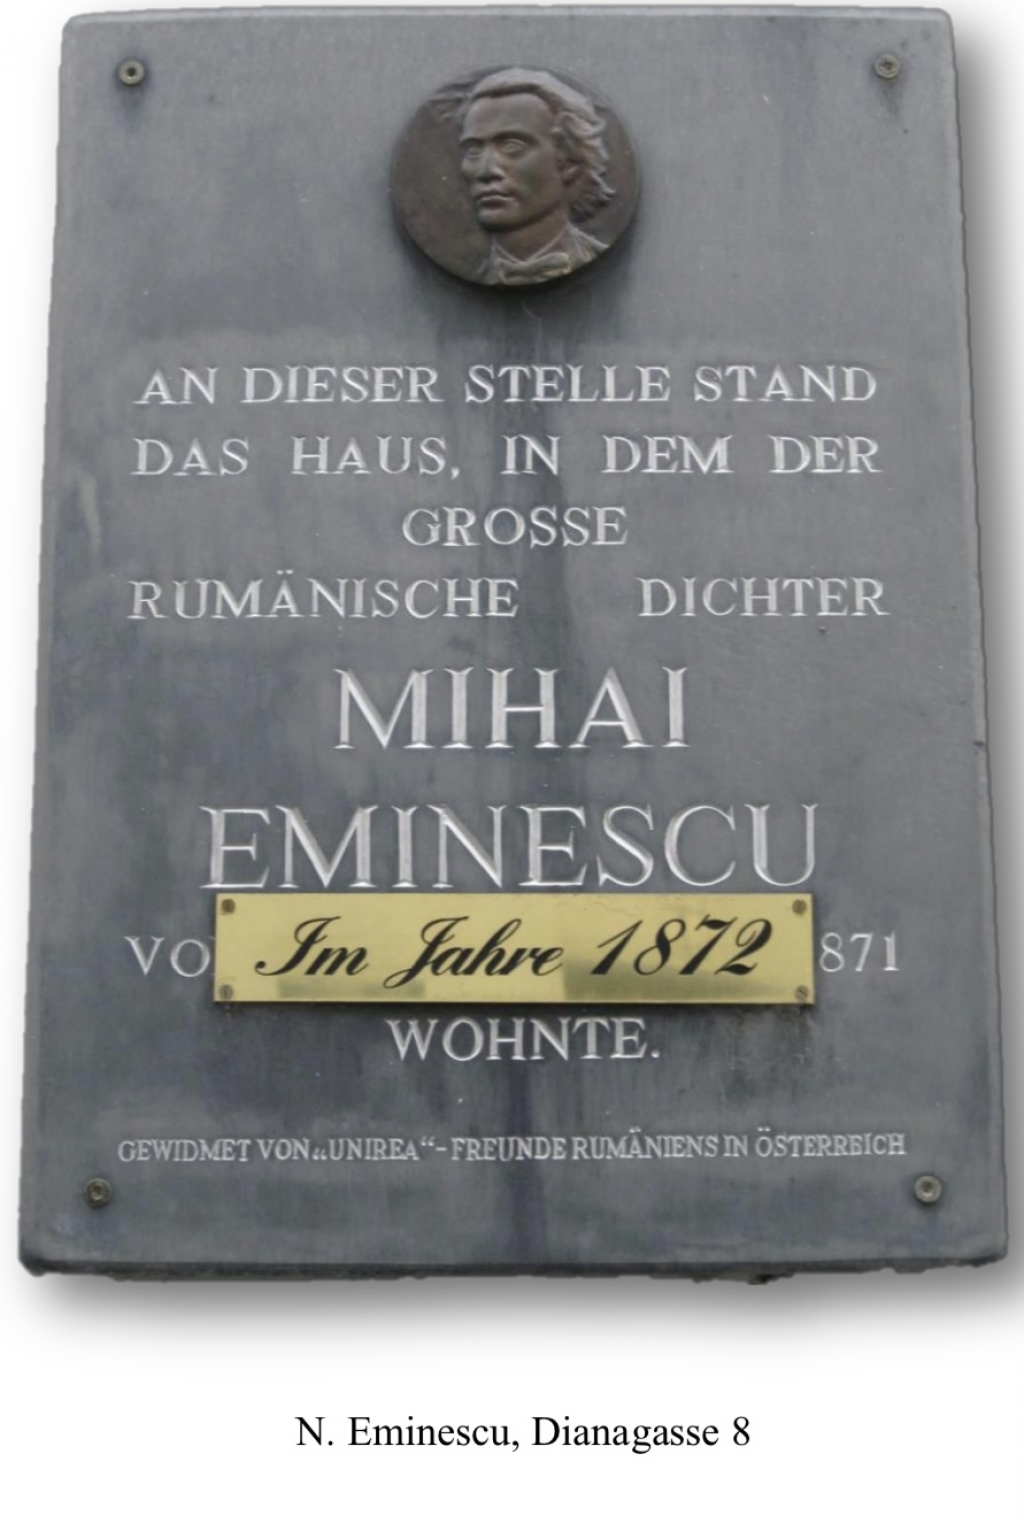 AN DIESER STELLE STAND
DAS HAUS, IN DEM DER
GROSSE
RUMÄNISCHE DICHTER
MIHAI
EMINESCU
VO Im Jahre 1872 871
WOHNTE.
GEWIDMET VON „UNIREA“-FREUNDE RUMÄNIENS IN ÖSTERREICH
N. Eminescu, Dianagasse 8